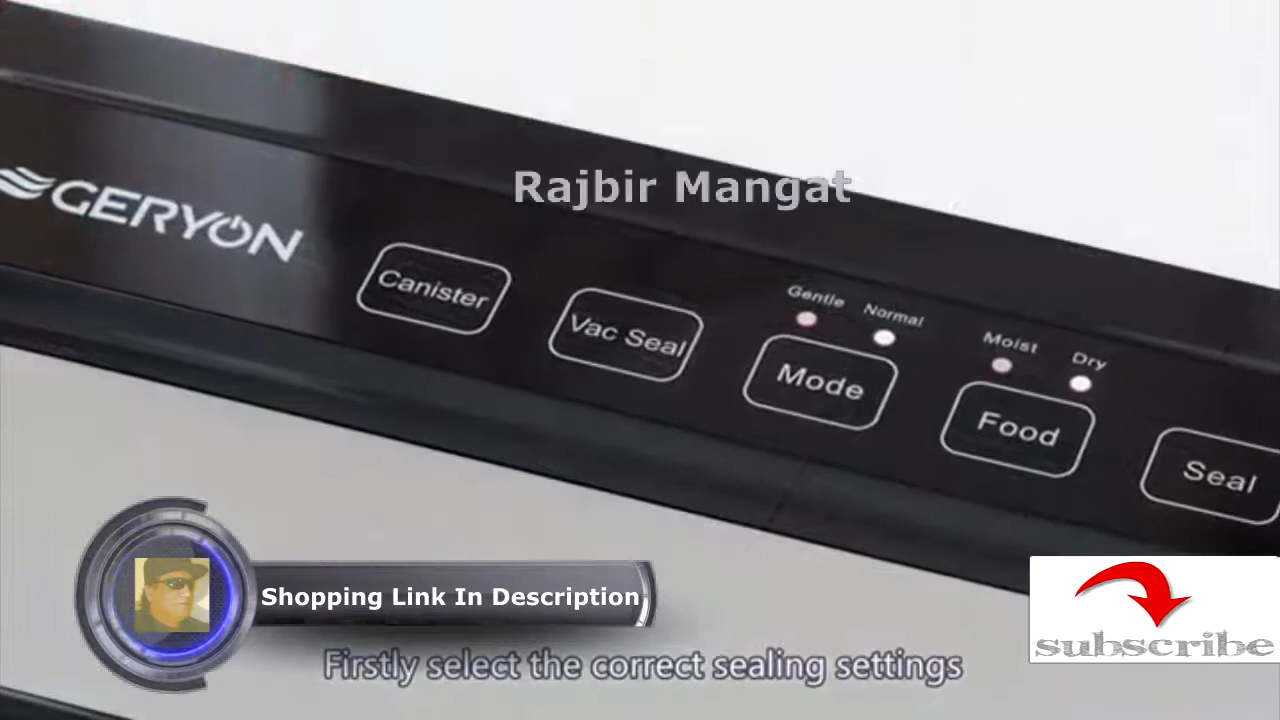 Rajbir Mangat
GERYON
Canister
Vac Seal
Gentle Normal
Mode
Moist Dry
Food
Seal
Shopping Link In Description
subscribe
Firstly select the correct sealing settings